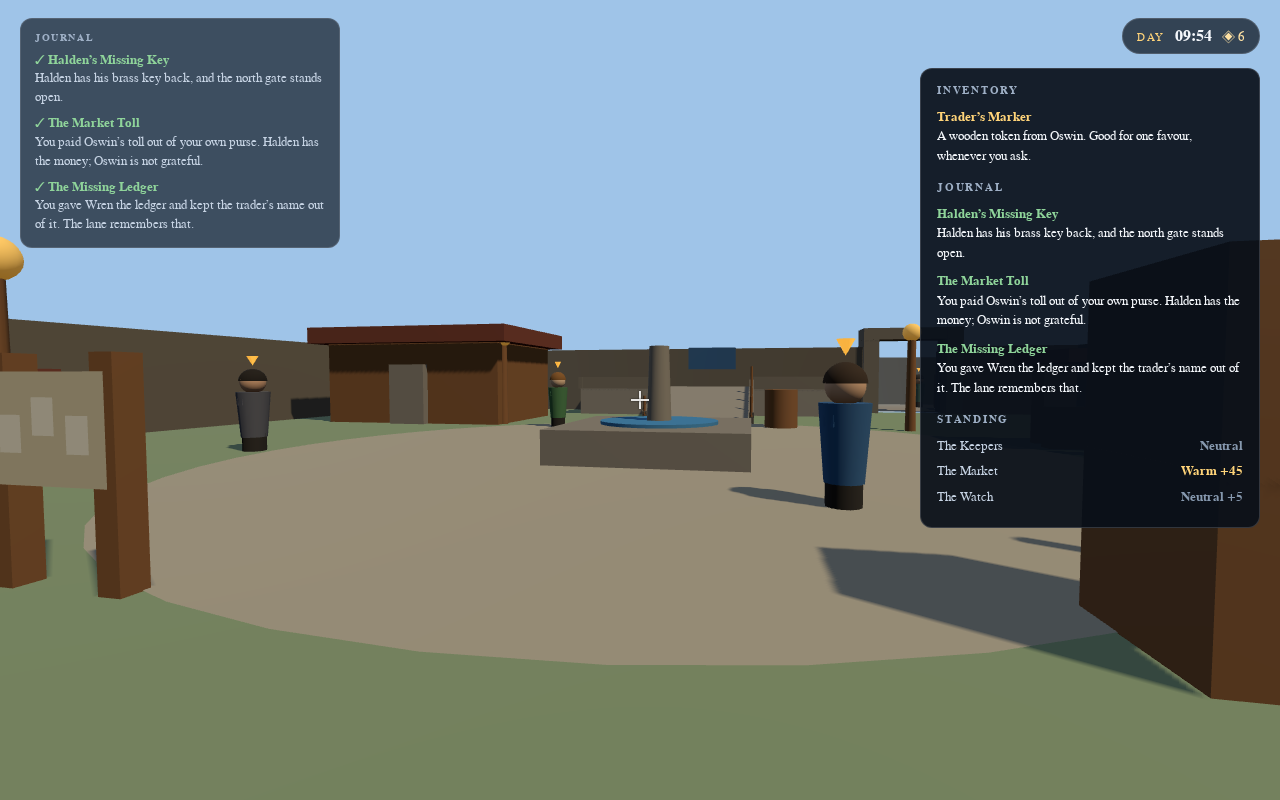 JOURNAL
✓ Halden's Missing Key
Halden has his brass key back, and the north gate stands
open.
✓ The Market Toll
You paid Oswin's toll out of your own purse. Halden has
the money; Oswin is not grateful.
✓ The Missing Ledger
You gave Wren the ledger and kept the trader's name out
of it. The lane remembers that.
DAY 09:54 ◈ 6
INVENTORY
Trader's Marker
A wooden token from Oswin. Good for one favour,
whenever you ask.
JOURNAL
Halden's Missing Key
Halden has his brass key back, and the north gate stands
open.
The Market Toll
You paid Oswin's toll out of your own purse. Halden has the
money; Oswin is not grateful.
The Missing Ledger
You gave Wren the ledger and kept the trader's name out of
it. The lane remembers that.
STANDING
The Keepers Neutral
The Market Warm +45
The Watch Neutral +5